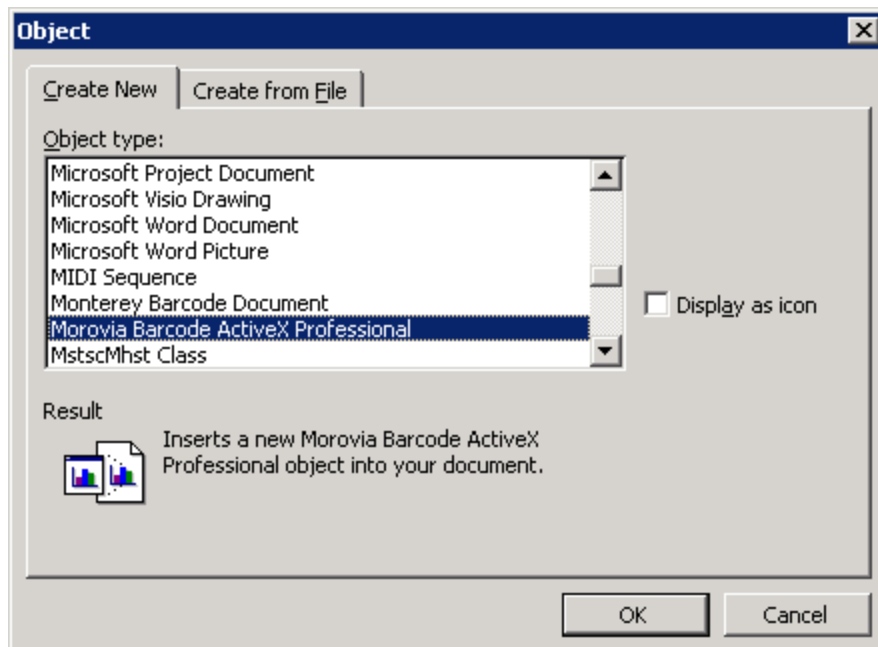 Object
Create New
Create from File
Object type:
Microsoft Project Document
Microsoft Visio Drawing
Microsoft Word Document
Microsoft Word Picture
MIDI Sequence
Monterey Barcode Document
Morovia Barcode ActiveX Professional
MstscMhst Class
Display as icon
Result
Inserts a new Morovia Barcode ActiveX
Professional object into your document.
OK
Cancel